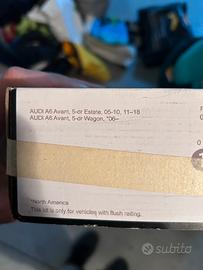 AUDI A6 Avant, 5-dr Estate, 05-10, 11–18
AUDI A6 Avant, 5-dr Wagon, *06–
*North America
This kit is only for vehicles with flush railing.
subito